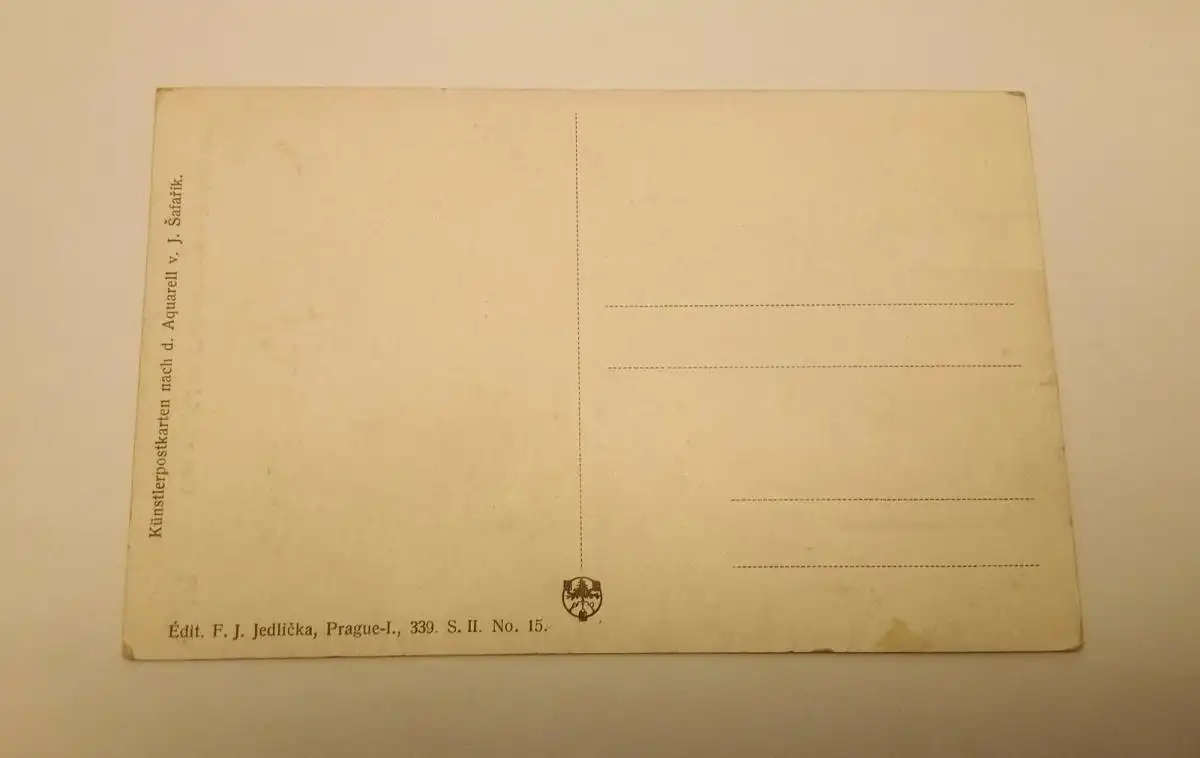 Künstlerpostkarten nach d. Aquarell v. J. Šafařík.
Édit. F. J. Jedlička, Prague-I., 339. S. II. No. 15.